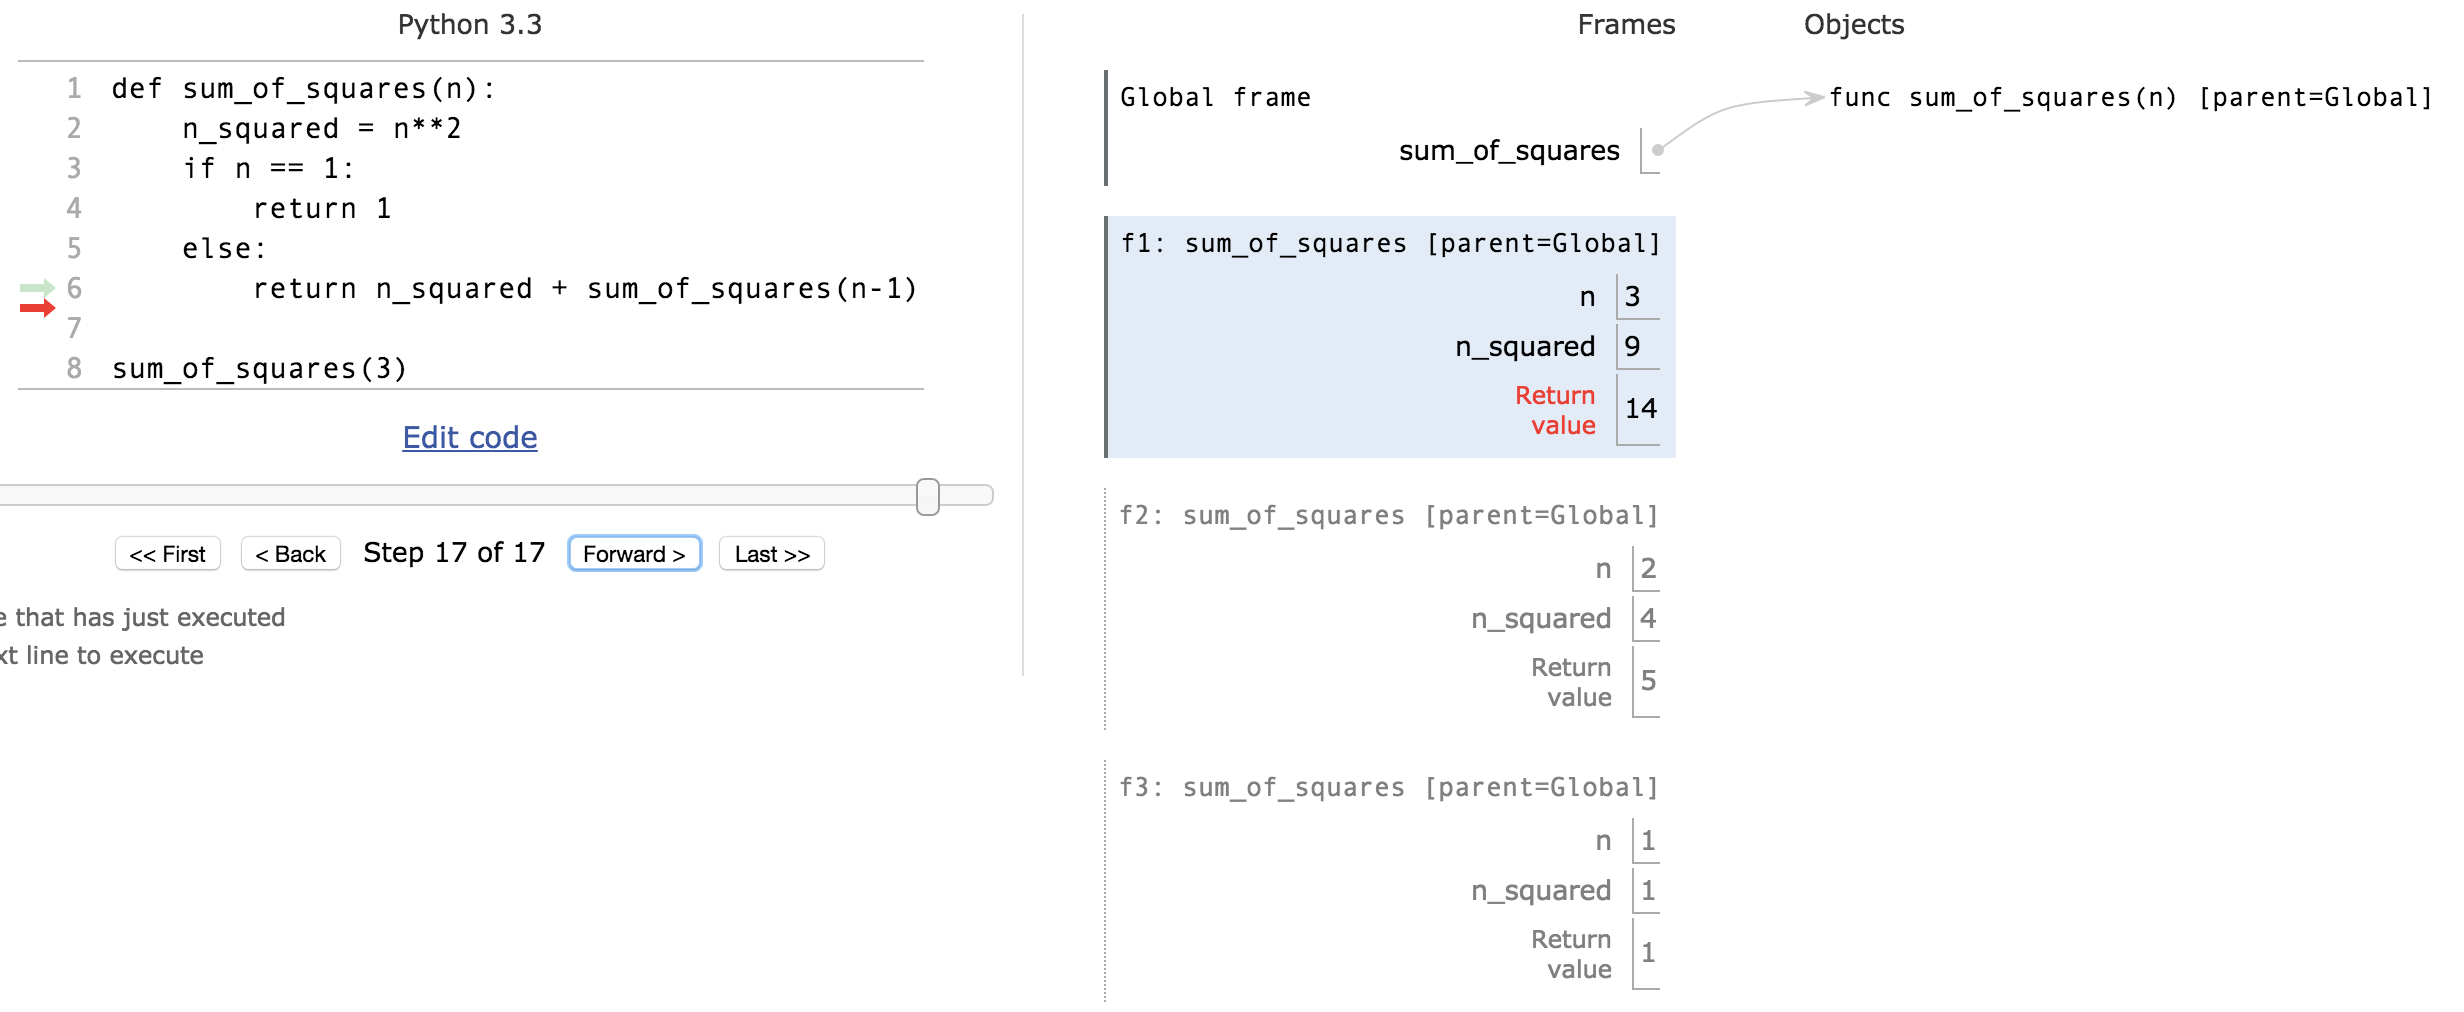 Python 3.3
1 def sum_of_squares(n):
2     n_squared = n**2
3     if n == 1:
4         return 1
5     else:
6         return n_squared + sum_of_squares(n-1)
7
8 sum_of_squares(3)
Edit code
<< First < Back Step 17 of 17 Forward > Last >>
that has just executed
line to execute
Frames Objects
Global frame
func sum_of_squares(n) [parent=Global]
sum_of_squares
f1: sum_of_squares [parent=Global]
n 3
n_squared 9
Return
value 14
f2: sum_of_squares [parent=Global]
n 2
n_squared 4
Return
value 5
f3: sum_of_squares [parent=Global]
n 1
n_squared 1
Return
value 1